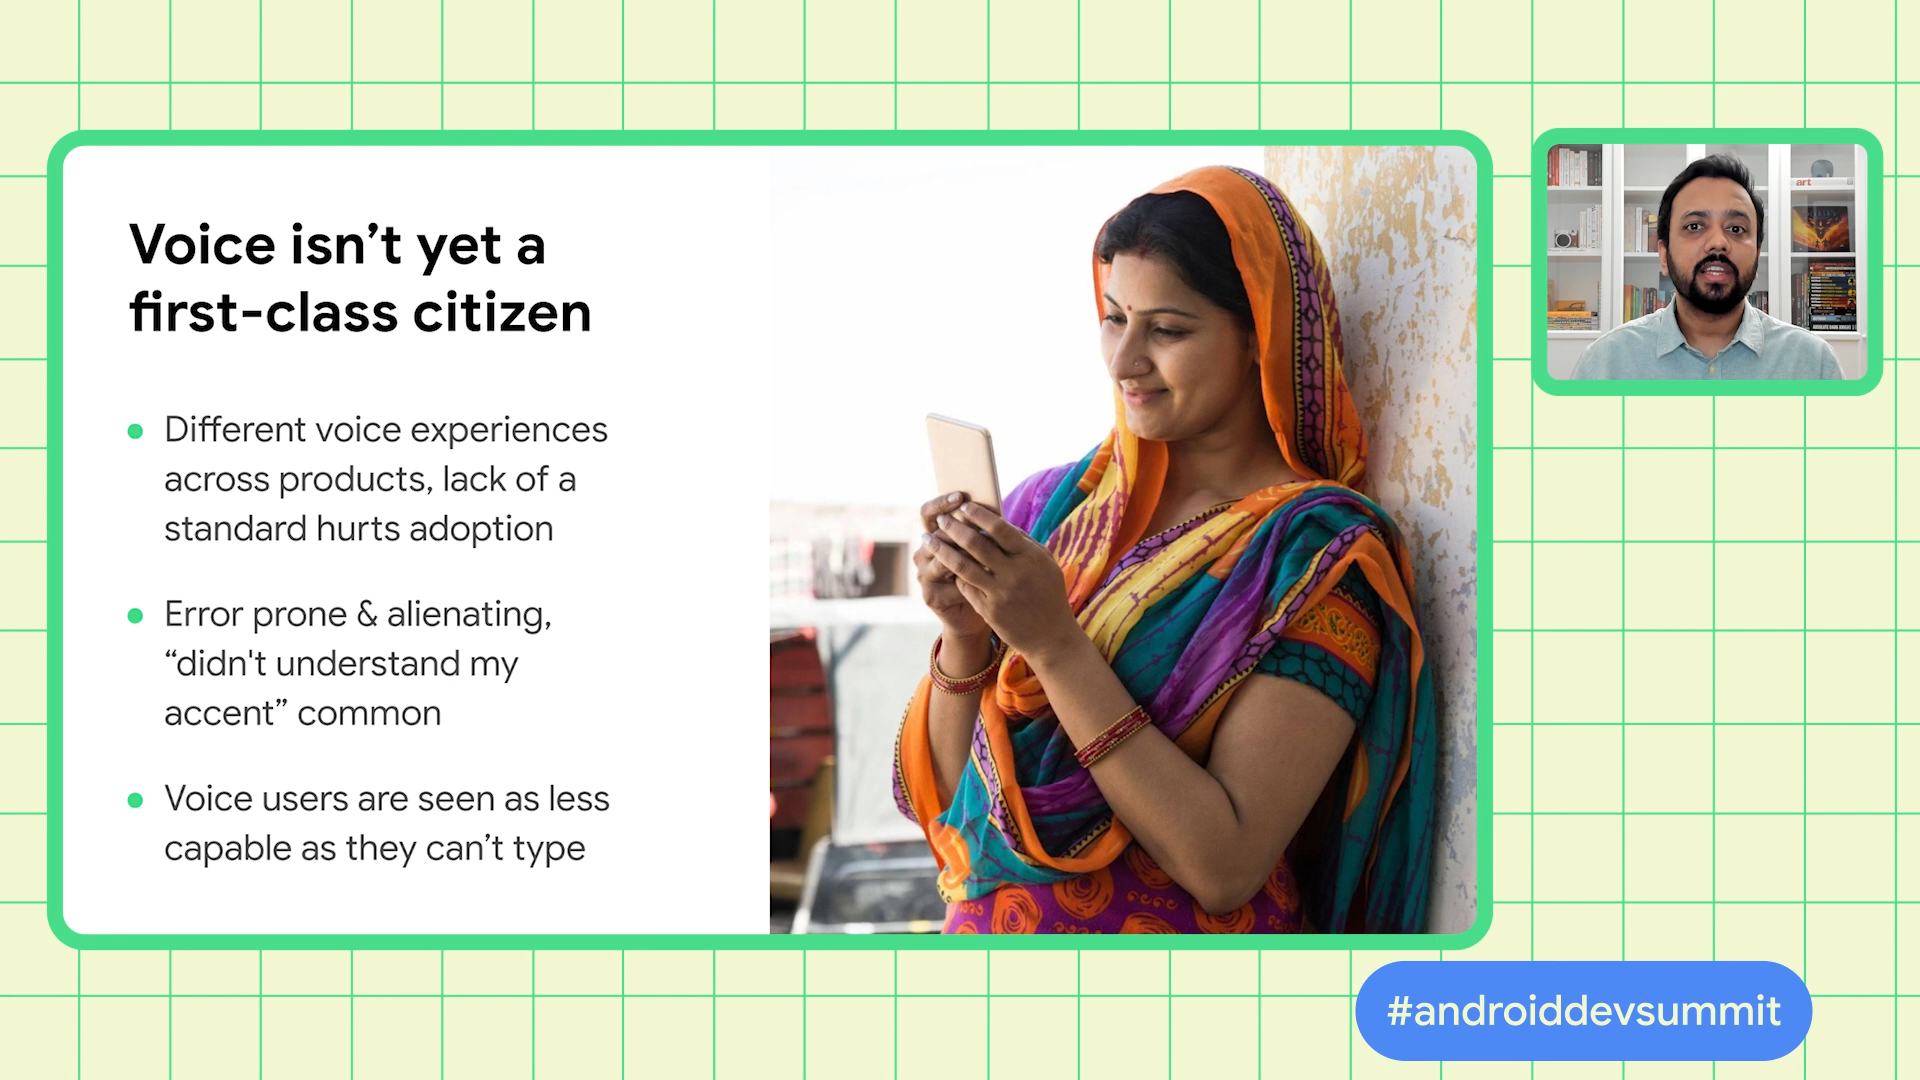 Voice isn’t yet a
first-class citizen
Different voice experiences
across products, lack of a
standard hurts adoption
Error prone & alienating,
“didn't understand my
accent” common
Voice users are seen as less
capable as they can’t type
art
#androiddevsummit